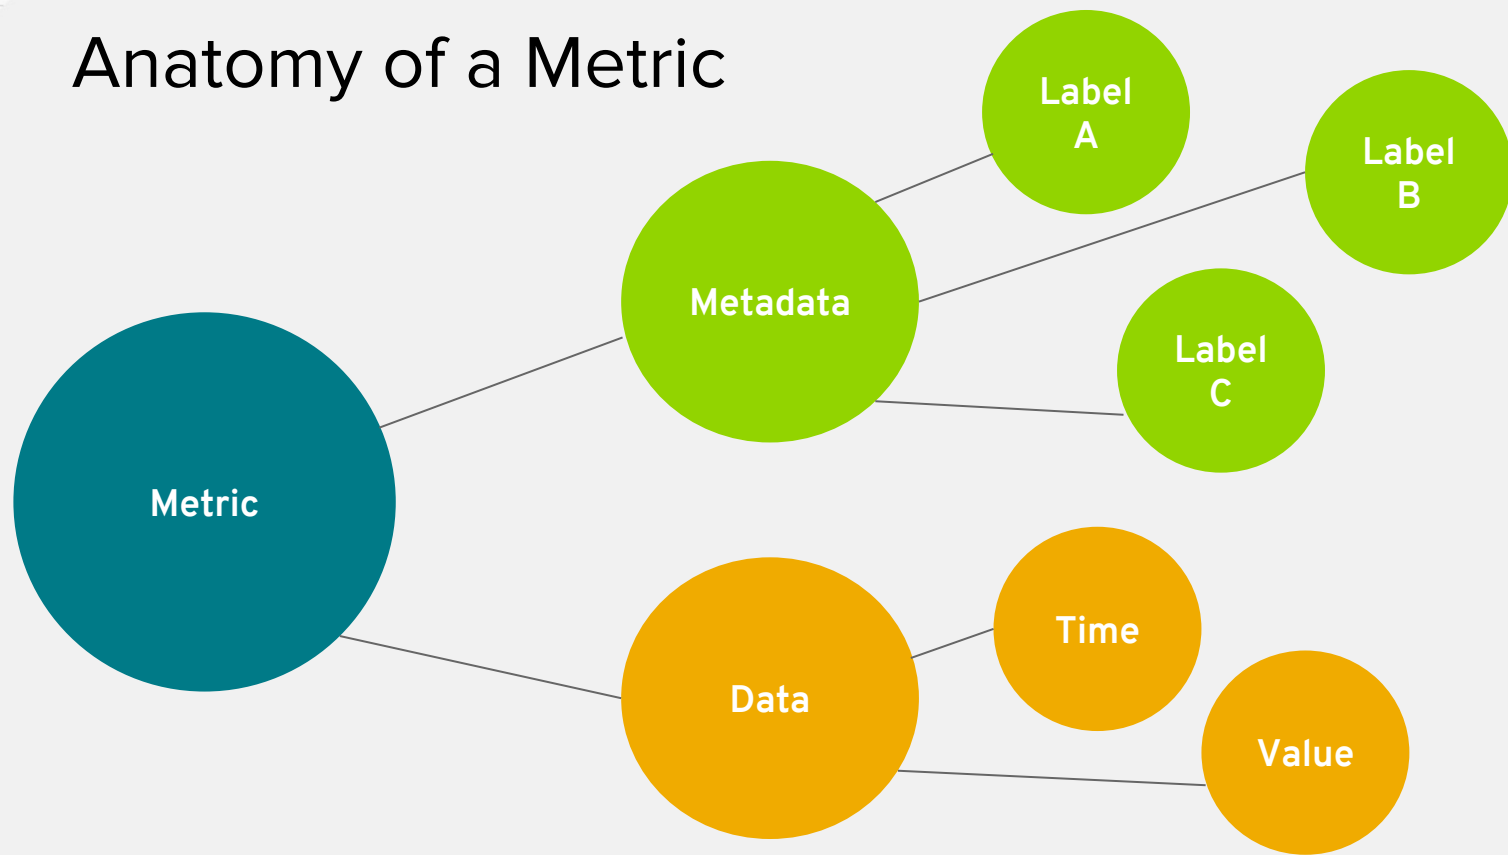 Anatomy of a Metric
Label
A
Label
B
Metadata
Label
C
Metric
Time
Data
Value